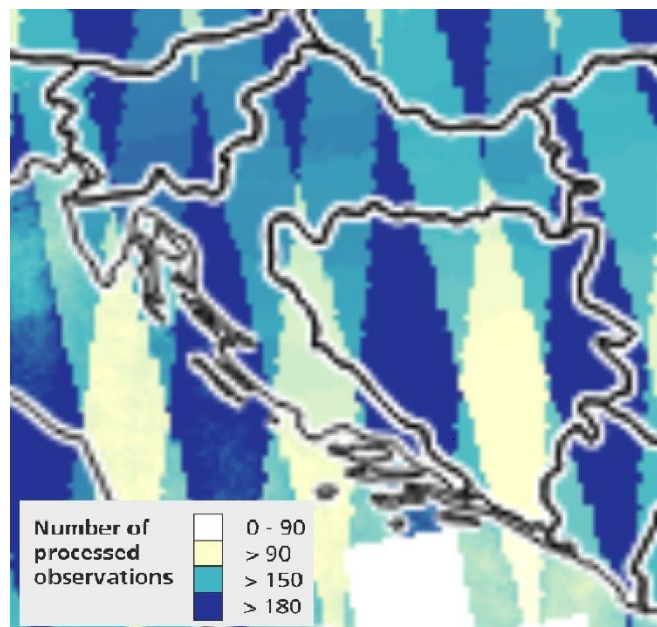 Number of
processed
observations
0 - 90
> 90
> 150
> 180